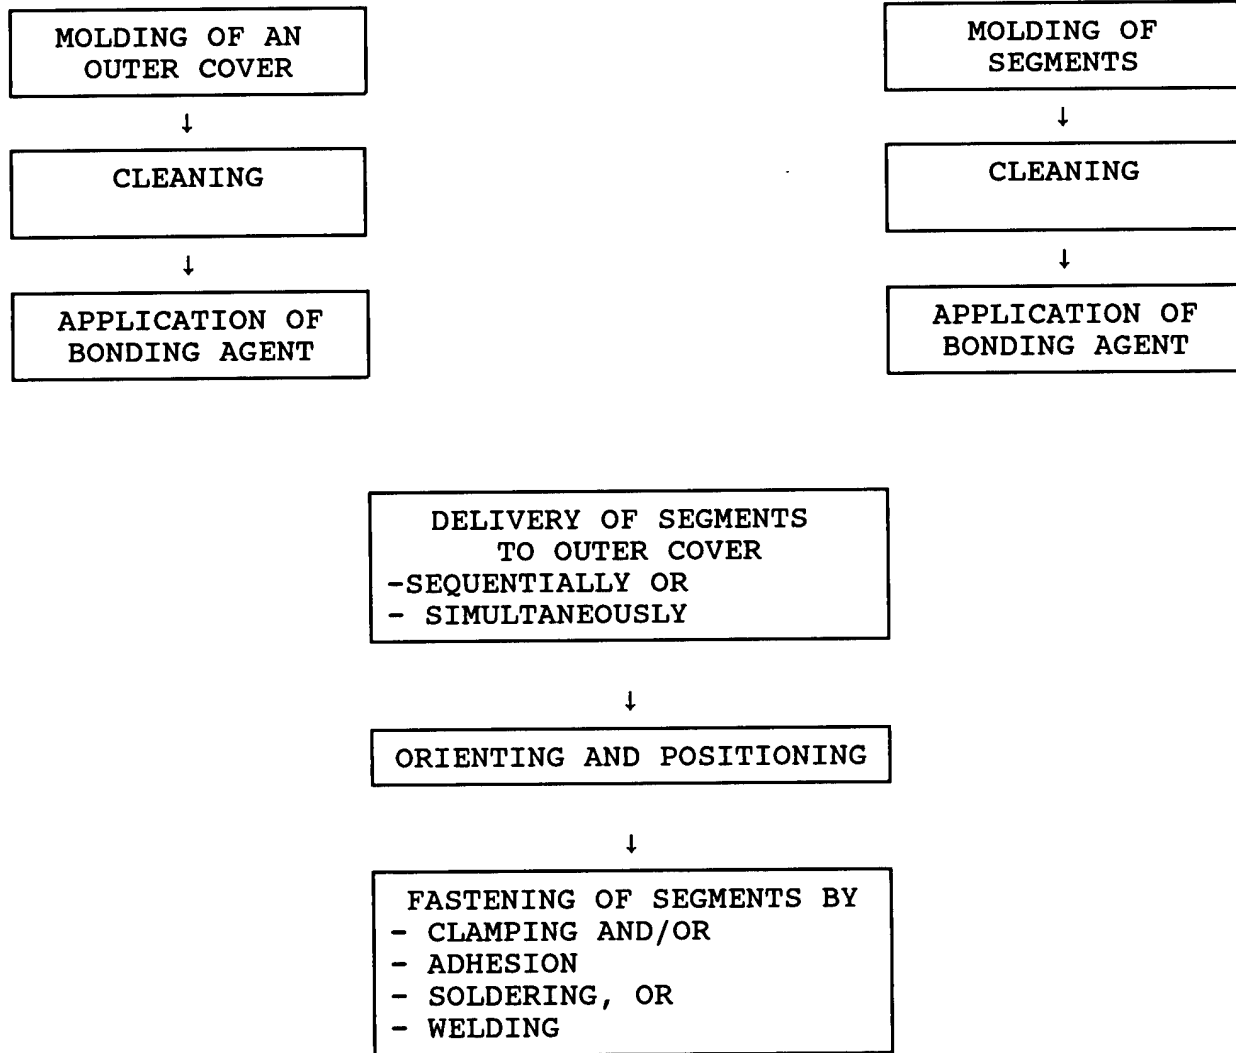 MOLDING OF AN
OUTER COVER
↓
CLEANING
↓
APPLICATION OF
BONDING AGENT
MOLDING OF
SEGMENTS
↓
CLEANING
↓
APPLICATION OF
BONDING AGENT
DELIVERY OF SEGMENTS
TO OUTER COVER
-SEQUENTIALLY OR
- SIMULTANEOUSLY
↓
ORIENTING AND POSITIONING
↓
FASTENING OF SEGMENTS BY
- CLAMPING AND/OR
- ADHESION
- SOLDERING, OR
- WELDING